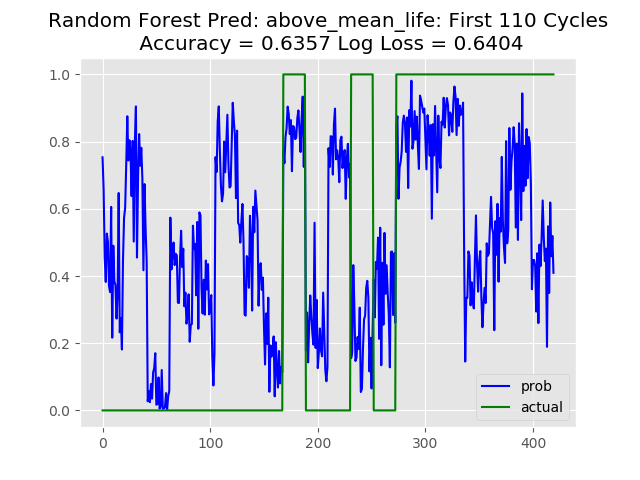 Random Forest Pred: above_mean_life: First 110 Cycles
Accuracy = 0.6357 Log Loss = 0.6404
1.0
0.8
0.6
0.4
0.2
0.0
prob
actual
0
100
200
300
400